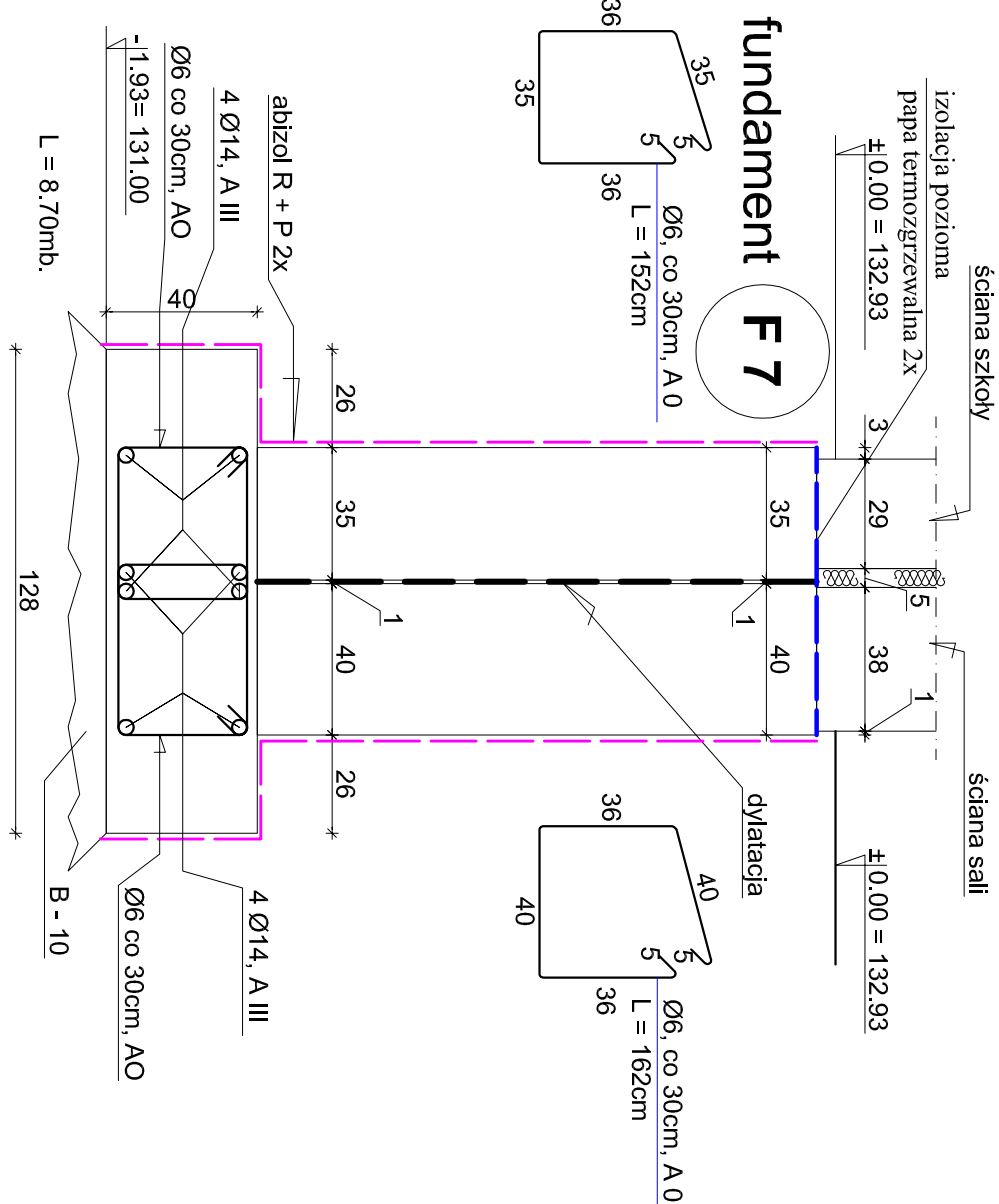 fundament F 7
ściana szkoły
ściana sali
izolacja pozioma
papa termozgrzewalna 2x
±0.00 = 132.93
±0.00 = 132.93
3
29
5
38
1
35
1
40
36
35
5
5
35
36
Ø6, co 30cm, A 0
L = 152cm
dylatacja
36
40
5
5
40
36
Ø6, co 30cm, A 0
L = 162cm
26
35
1
40
26
abizol R + P 2x
4 Ø14, A III
Ø6 co 30cm, AO
-1.93= 131.00
40
4 Ø14, A III
Ø6 co 30cm, AO
B - 10
L = 8.70mb.
128